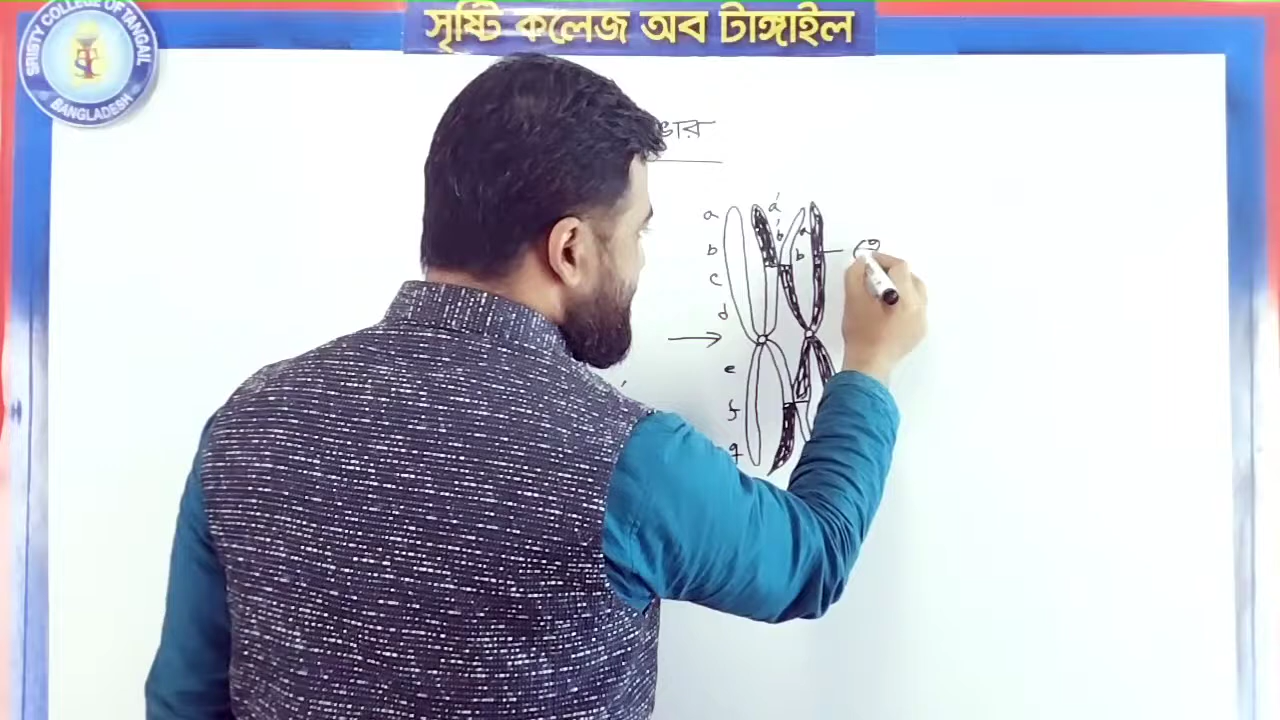 সৃষ্টি কলেজ অব টাঙ্গাইল
SRISTY COLLEGE OF TANGAIL
BANGLADESH
ভার
a a'
b b' a
c b
d
e
f
g